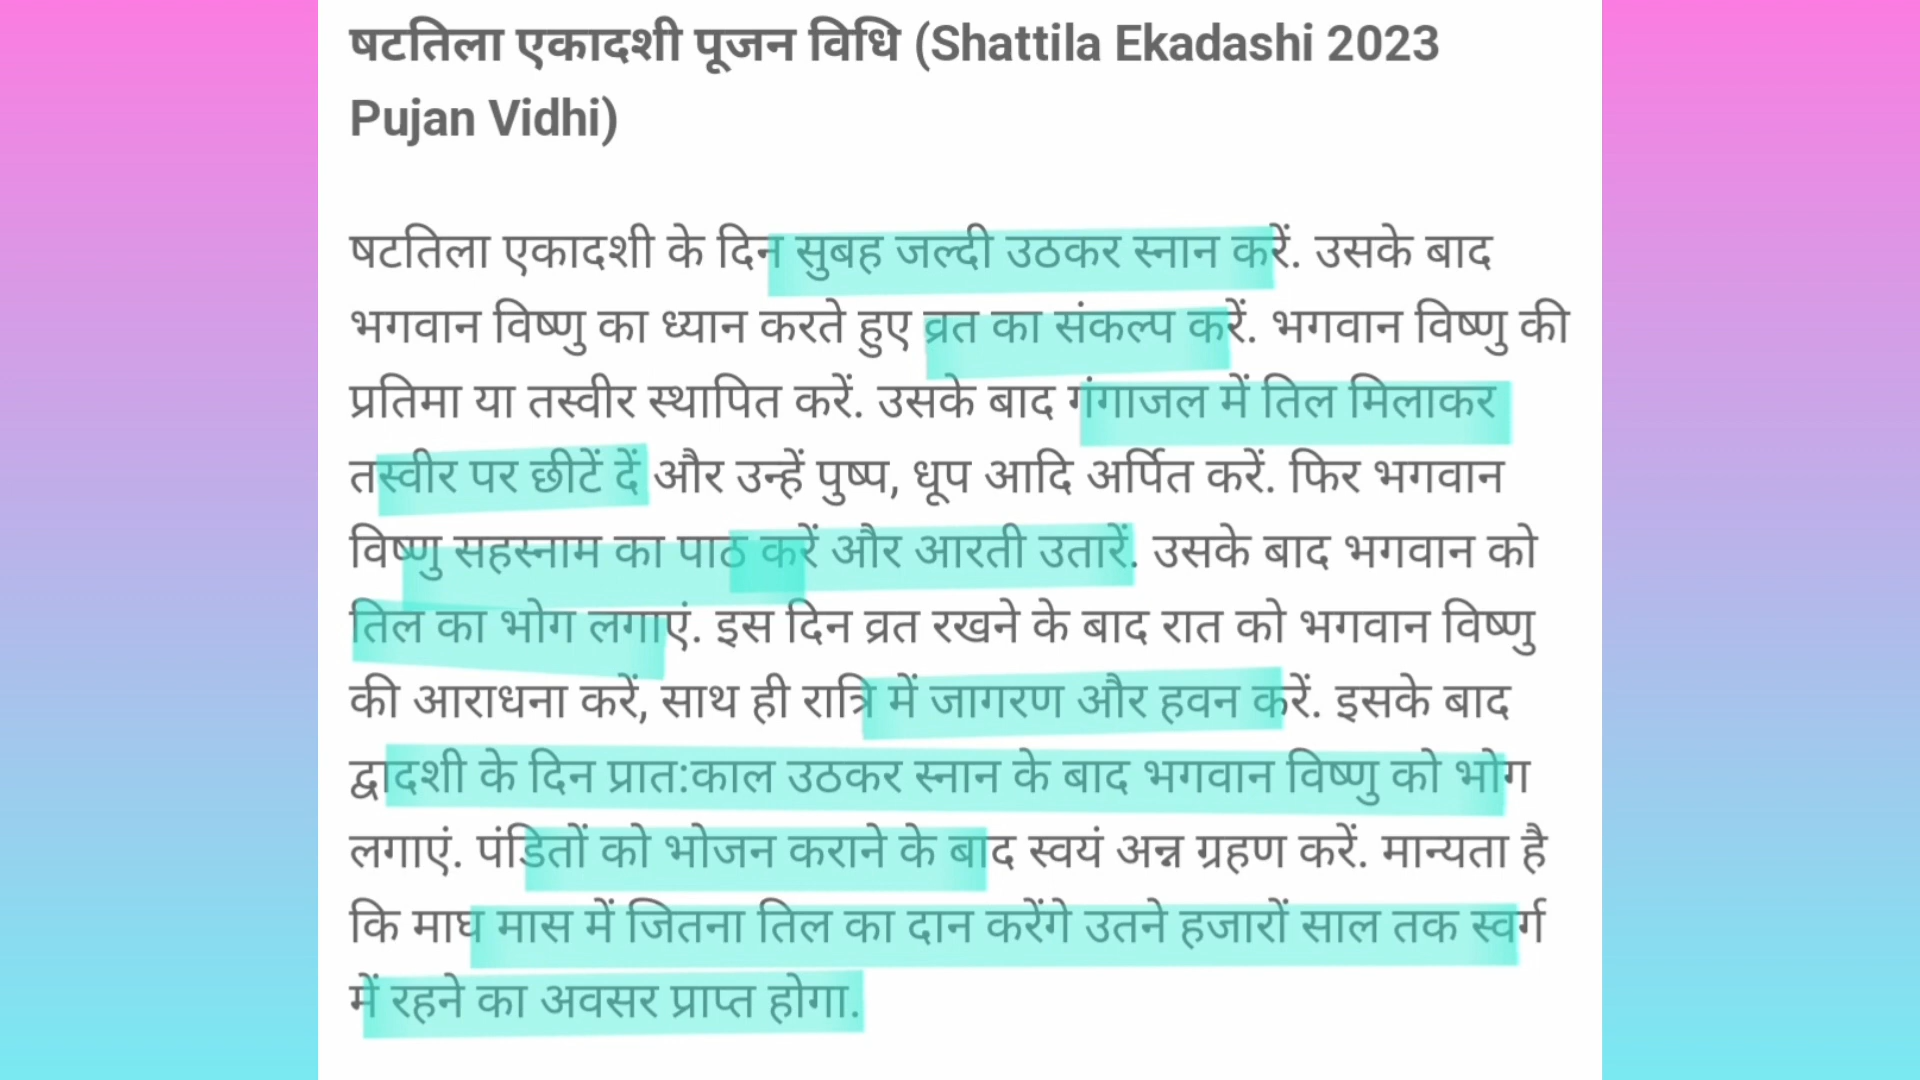 षटतिला एकादशी पूजन विधि (Shattila Ekadashi 2023
Pujan Vidhi)
षटतिला एकादशी के दिन सुबह जल्दी उठकर स्नान करें. उसके बाद
भगवान विष्णु का ध्यान करते हुए व्रत का संकल्प करें. भगवान विष्णु की
प्रतिमा या तस्वीर स्थापित करें. उसके बाद गंगाजल में तिल मिलाकर
तस्वीर पर छीटें दें और उन्हें पुष्प, धूप आदि अर्पित करें. फिर भगवान
विष्णु सहस्नाम का पाठ करें और आरती उतारें. उसके बाद भगवान को
तिल का भोग लगाएं. इस दिन व्रत रखने के बाद रात को भगवान विष्णु
की आराधना करें, साथ ही रात्रि में जागरण और हवन करें. इसके बाद
द्वादशी के दिन प्रात:काल उठकर स्नान के बाद भगवान विष्णु को भोग
लगाएं. पंडितों को भोजन कराने के बाद स्वयं अन्न ग्रहण करें. मान्यता है
कि माघ मास में जितना तिल का दान करेंगे उतने हजारों साल तक स्वर्ग
में रहने का अवसर प्राप्त होगा.